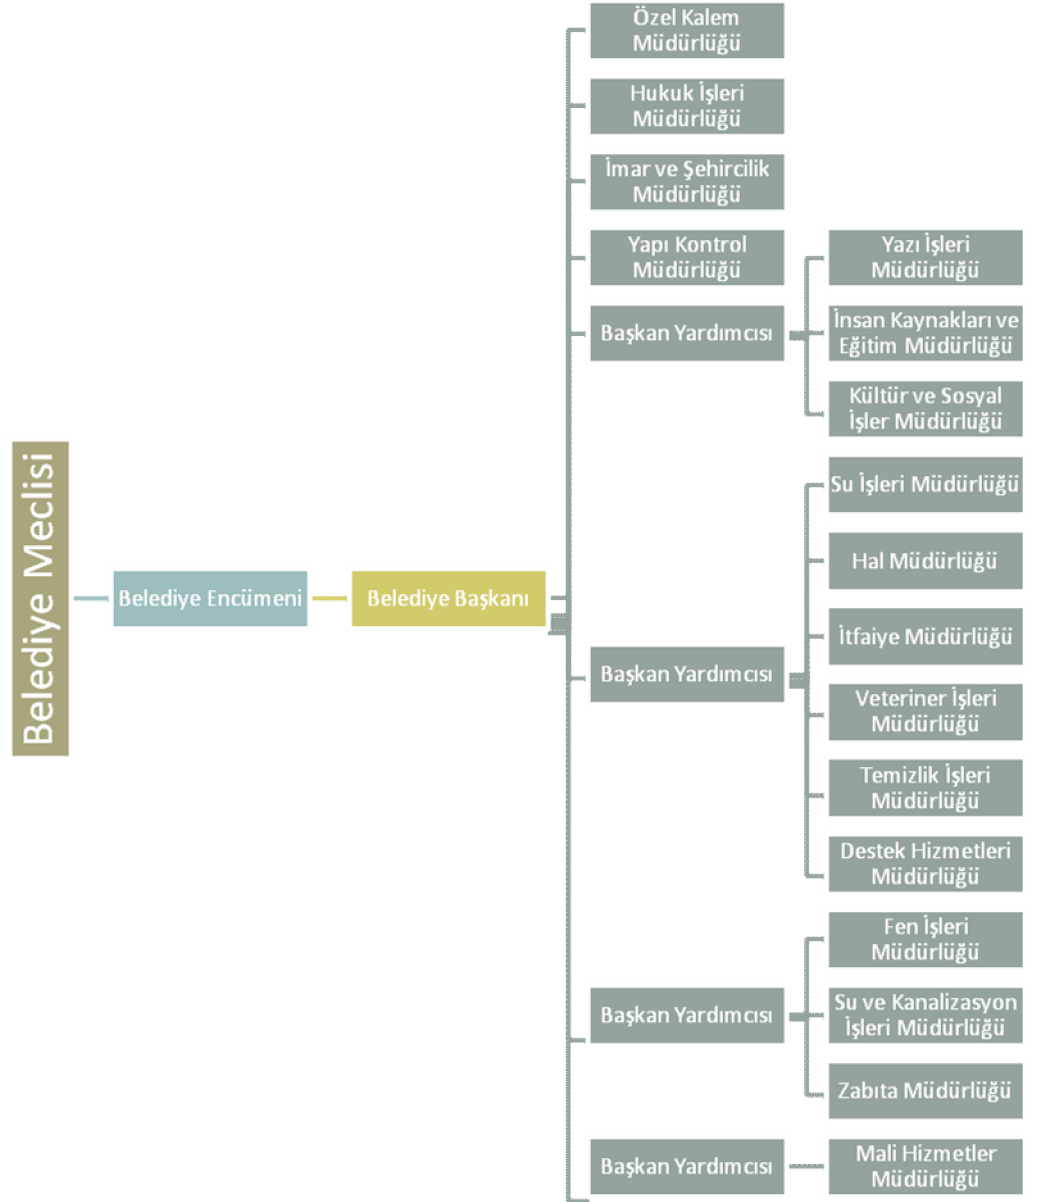 Belediye Meclisi
Belediye Encümeni
Belediye Başkanı
Özel Kalem
Müdürlüğü
Hukuk İşleri
Müdürlüğü
İmar ve Şehircilik
Müdürlüğü
Yapı Kontrol
Müdürlüğü
Başkan Yardımcısı
Yazı İşleri
Müdürlüğü
İnsan Kaynakları ve
Eğitim Müdürlüğü
Kültür ve Sosyal
İşler Müdürlüğü
Başkan Yardımcısı
Su İşleri Müdürlüğü
Hal Müdürlüğü
İtfaiye Müdürlüğü
Veteriner İşleri
Müdürlüğü
Temizlik İşleri
Müdürlüğü
Destek Hizmetleri
Müdürlüğü
Başkan Yardımcısı
Fen İşleri
Müdürlüğü
Su ve Kanalizasyon
İşleri Müdürlüğü
Zabıta Müdürlüğü
Başkan Yardımcısı
Mali Hizmetler
Müdürlüğü